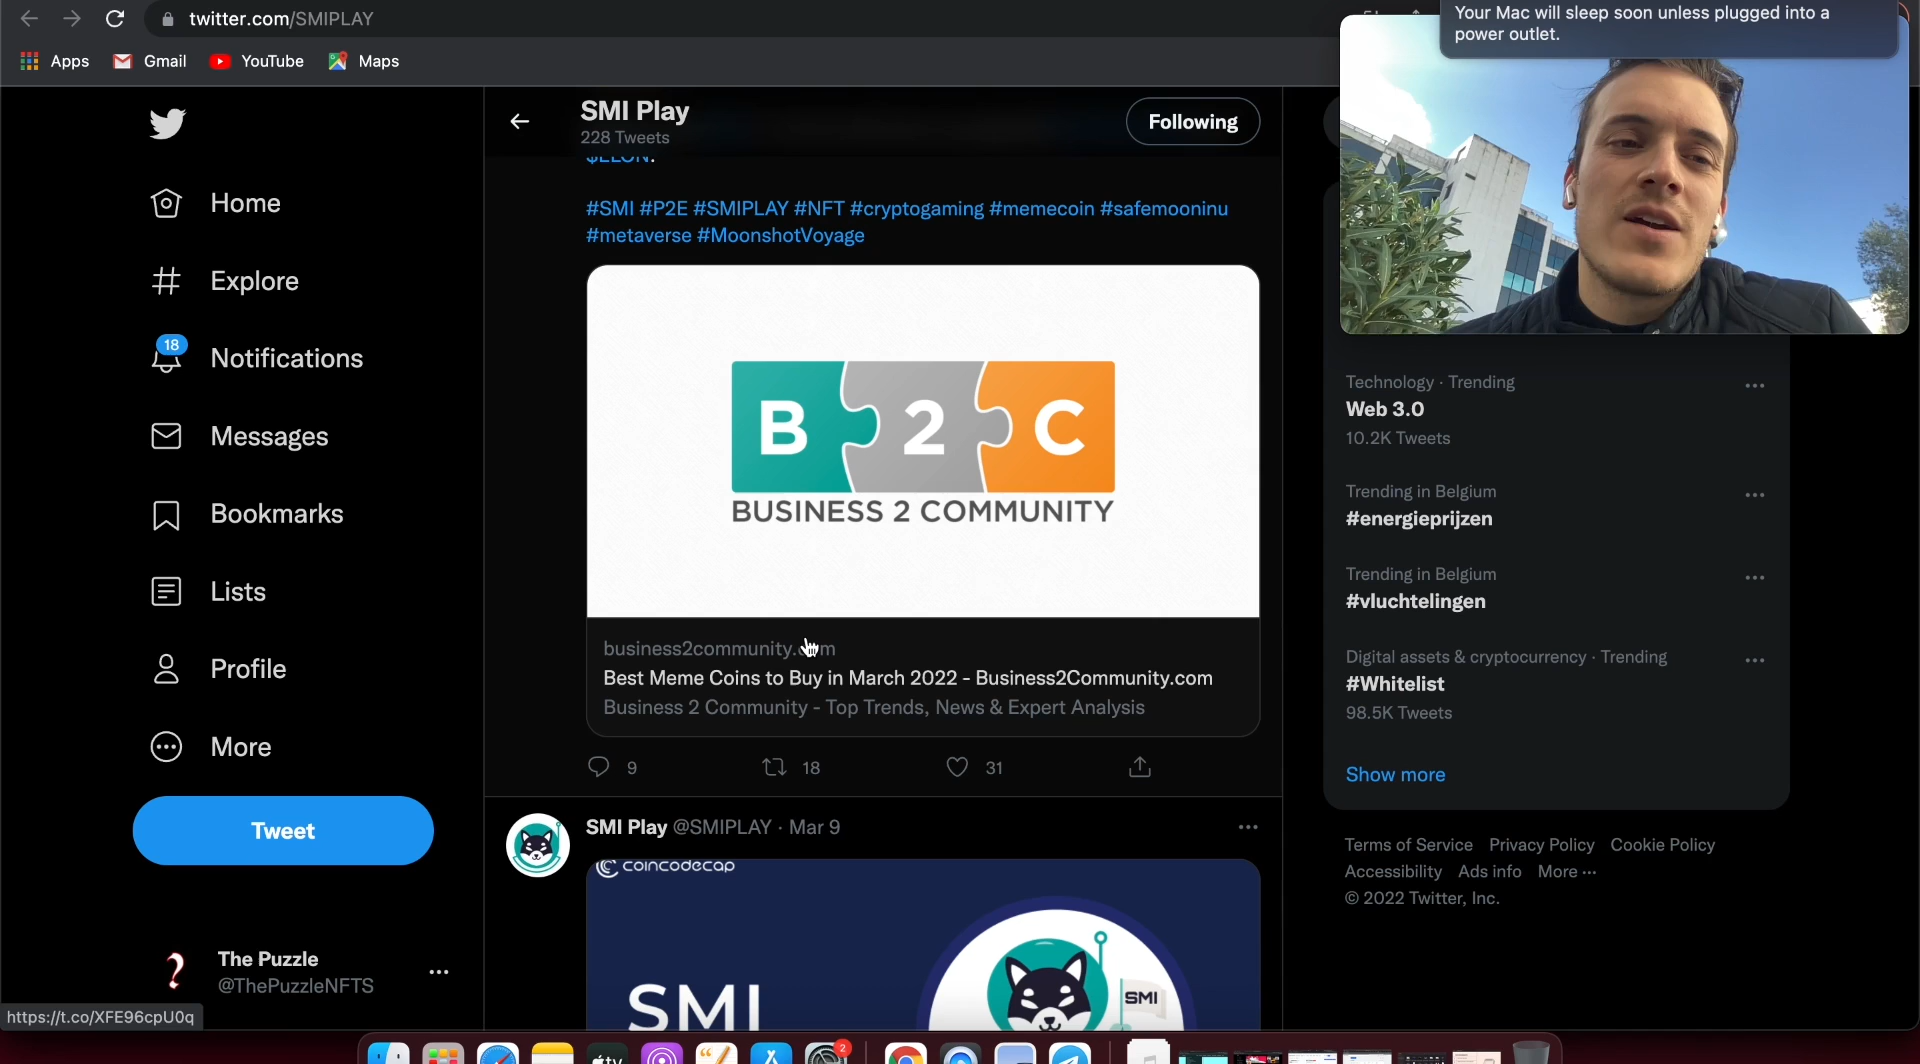 twitter.com/SMIPLAY
Your Mac will sleep soon unless plugged into a
power outlet.
Apps
Gmail
YouTube
Maps
SMI Play
228 Tweets
Following
$ELON.
Home
#SMI #P2E #SMIPLAY #NFT #cryptogaming #memecoin #safemooninu
#metaverse #MoonshotVoyage
Explore
18
Notifications
Messages
Bookmarks
Lists
Profile
More
Tweet
B 2 C
BUSINESS 2 COMMUNITY
Best Meme Coins to Buy in March 2022 - Business2Community.com
Business 2 Community - Top Trends, News & Expert Analysis
9
18
31
SMI Play @SMIPLAY · Mar 9
coincodecap
SMI
SMI
Technology · Trending
Web 3.0
10.2K Tweets
Trending in Belgium
#energieprijzen
Trending in Belgium
#vluchtelingen
Digital assets & cryptocurrency · Trending
#Whitelist
98.5K Tweets
Show more
Terms of Service Privacy Policy Cookie Policy
Accessibility Ads info More ···
© 2022 Twitter, Inc.
The Puzzle
@ThePuzzleNFTS
https://t.co/XFE96cpU0q
tv
2